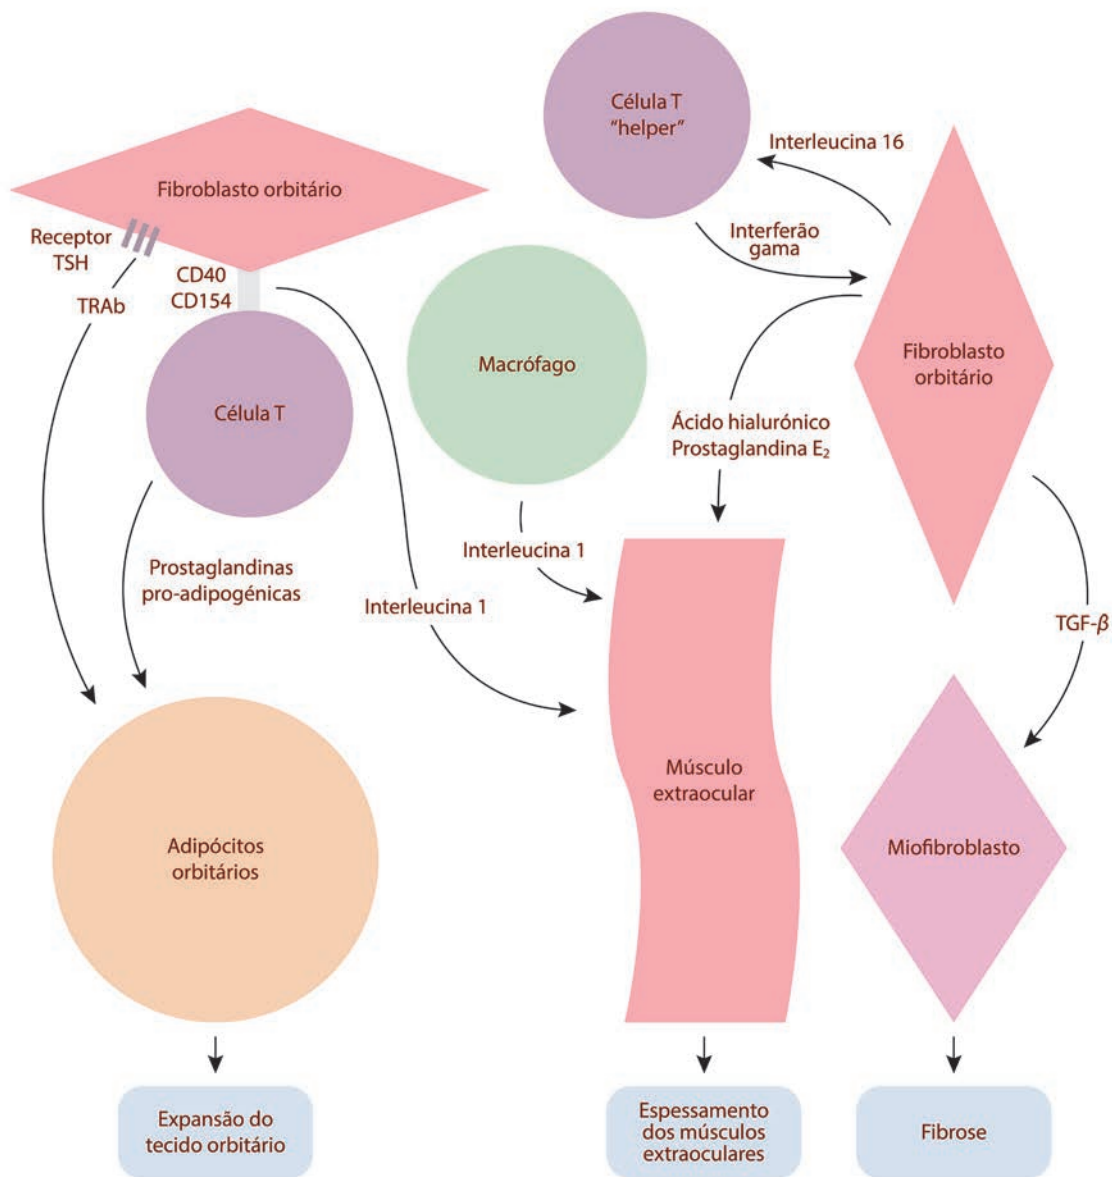 Célula T
“helper”
Interleucina 16
Fibroblasto orbitário
Receptor
TSH
Interferão
gama
CD40
CD154
TRAb
Fibroblasto
orbitário
Macrófago
Célula T
Ácido hialurónico
Prostaglandina E₂
Interleucina 1
Prostaglandinas
pro-adipogénicas
Interleucina 1
TGF-β
Músculo
extraocular
Adipócitos
orbitários
Miofibroblasto
Expansão do
tecido orbitário
Espessamento
dos músculos
extraoculares
Fibrose